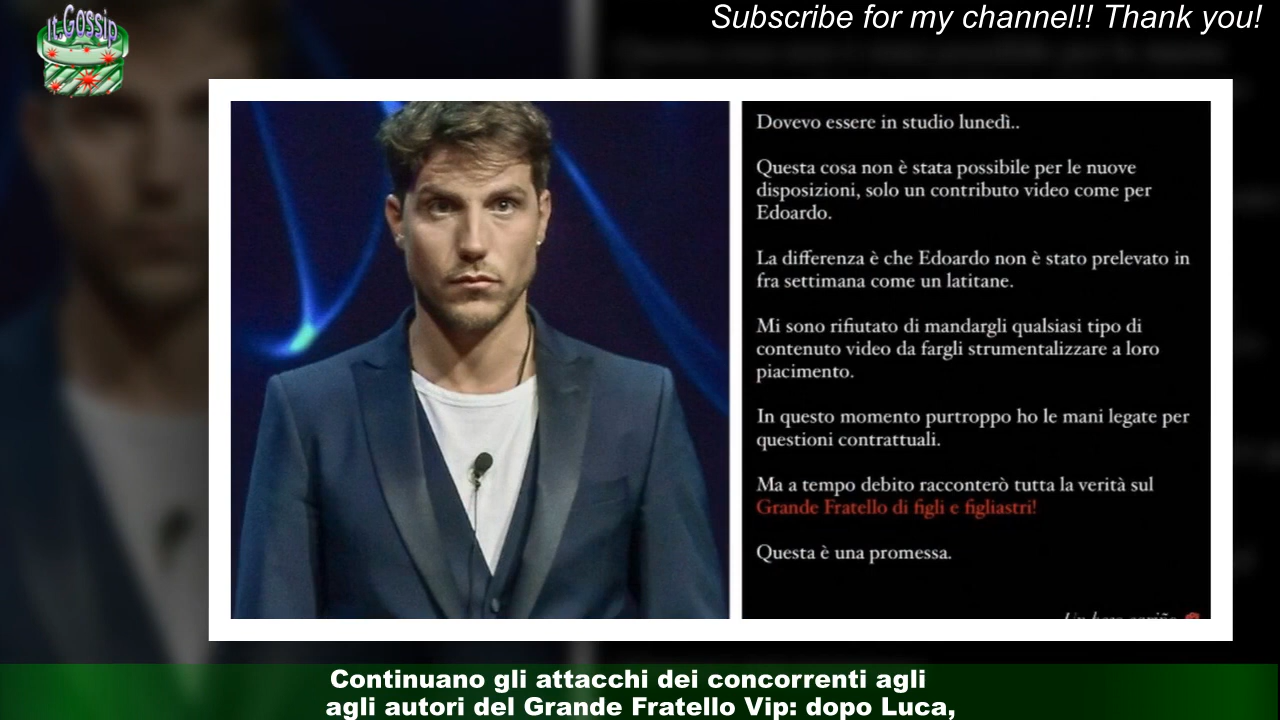 It.Gossip
Subscribe for my channel!! Thank you!
Dovevo essere in studio lunedì..
Questa cosa non è stata possibile per le nuove
disposizioni, solo un contributo video come per
Edoardo.
La differenza è che Edoardo non è stato prelevato in
fra settimana come un latitane.
Mi sono rifiutato di mandargli qualsiasi tipo di
contenuto video da fargli strumentalizzare a loro
piacimento.
In questo momento purtroppo ho le mani legate per
questioni contrattuali.
Ma a tempo debito racconterò tutta la verità sul
Grande Fratello di figli e figliastri!
Questa è una promessa.
Continuano gli attacchi dei concorrenti agli
agli autori del Grande Fratello Vip: dopo Luca,